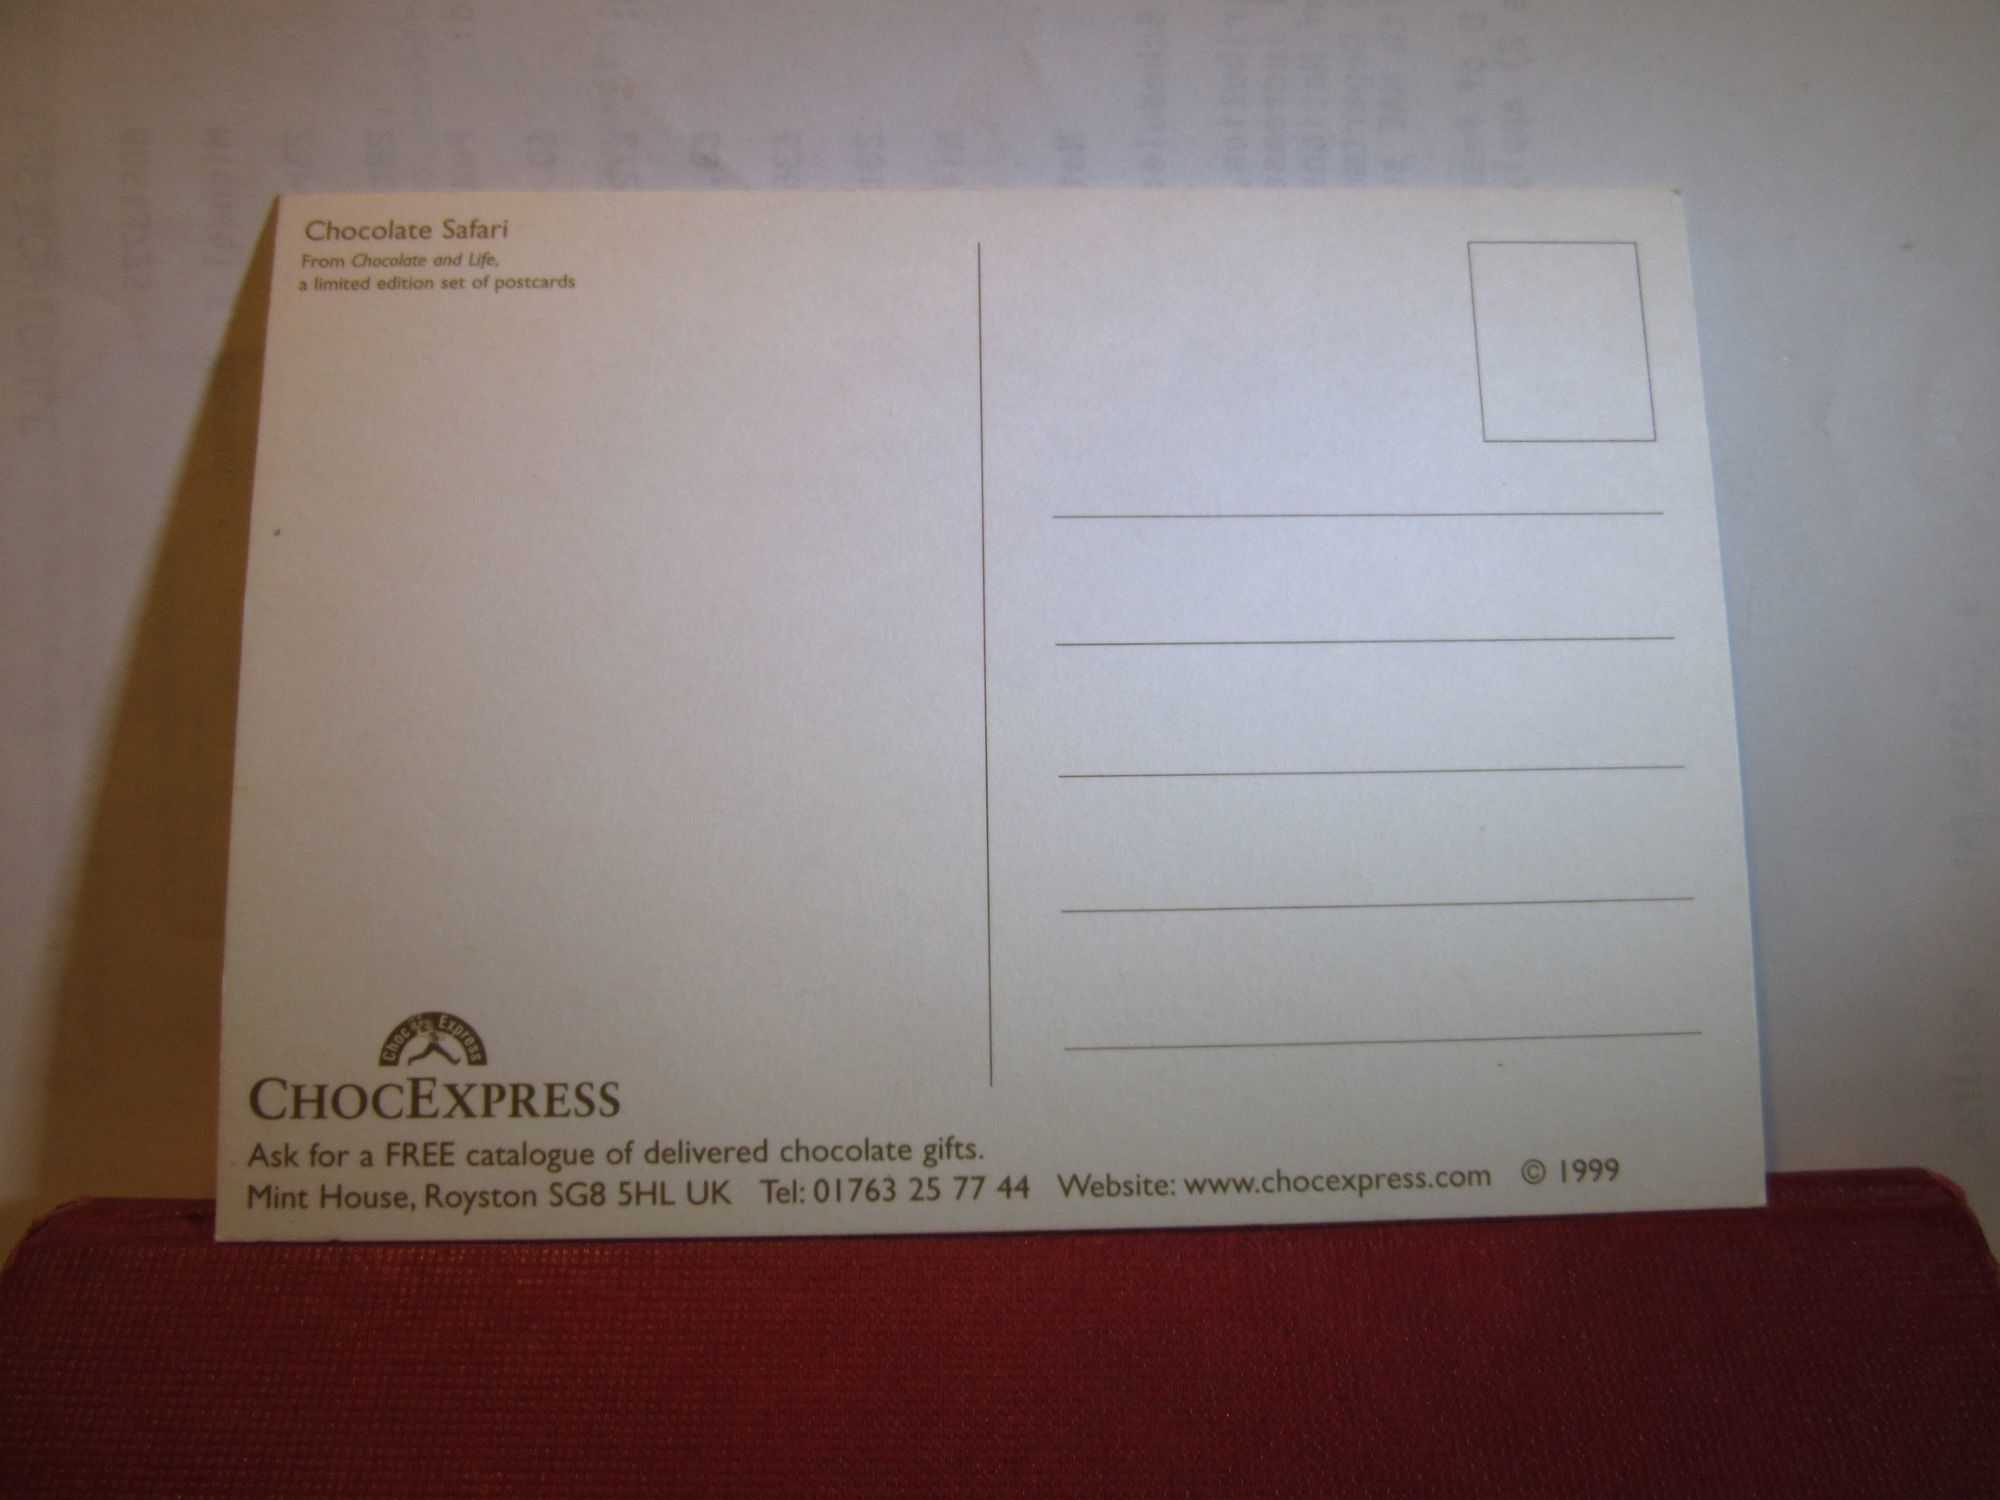 Chocolate Safari
From Chocolate and Life,
a limited edition set of postcards
Choc Express
CHOCEXPRESS
Ask for a FREE catalogue of delivered chocolate gifts.
Mint House, Royston SG8 5HL UK Tel: 01763 25 77 44 Website: www.chocexpress.com © 1999